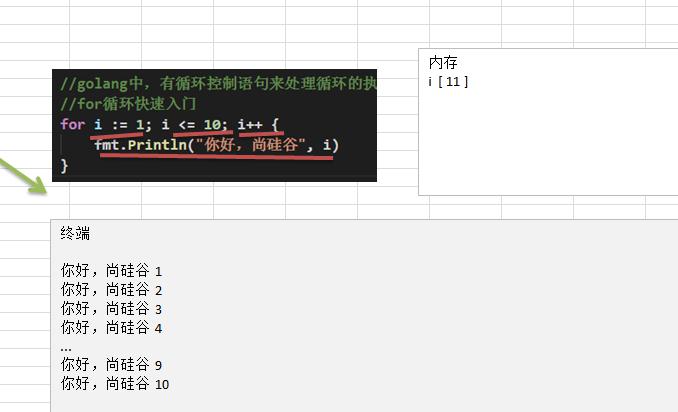 //golang中，有循环控制语句来处理循环的执
//for循环快速入门
for i := 1; i <= 10; i++ {
fmt.Println("你好，尚硅谷", i)
}
内存
i [ 11 ]
终端
你好，尚硅谷 1
你好，尚硅谷 2
你好，尚硅谷 3
你好，尚硅谷 4
...
你好，尚硅谷 9
你好，尚硅谷 10